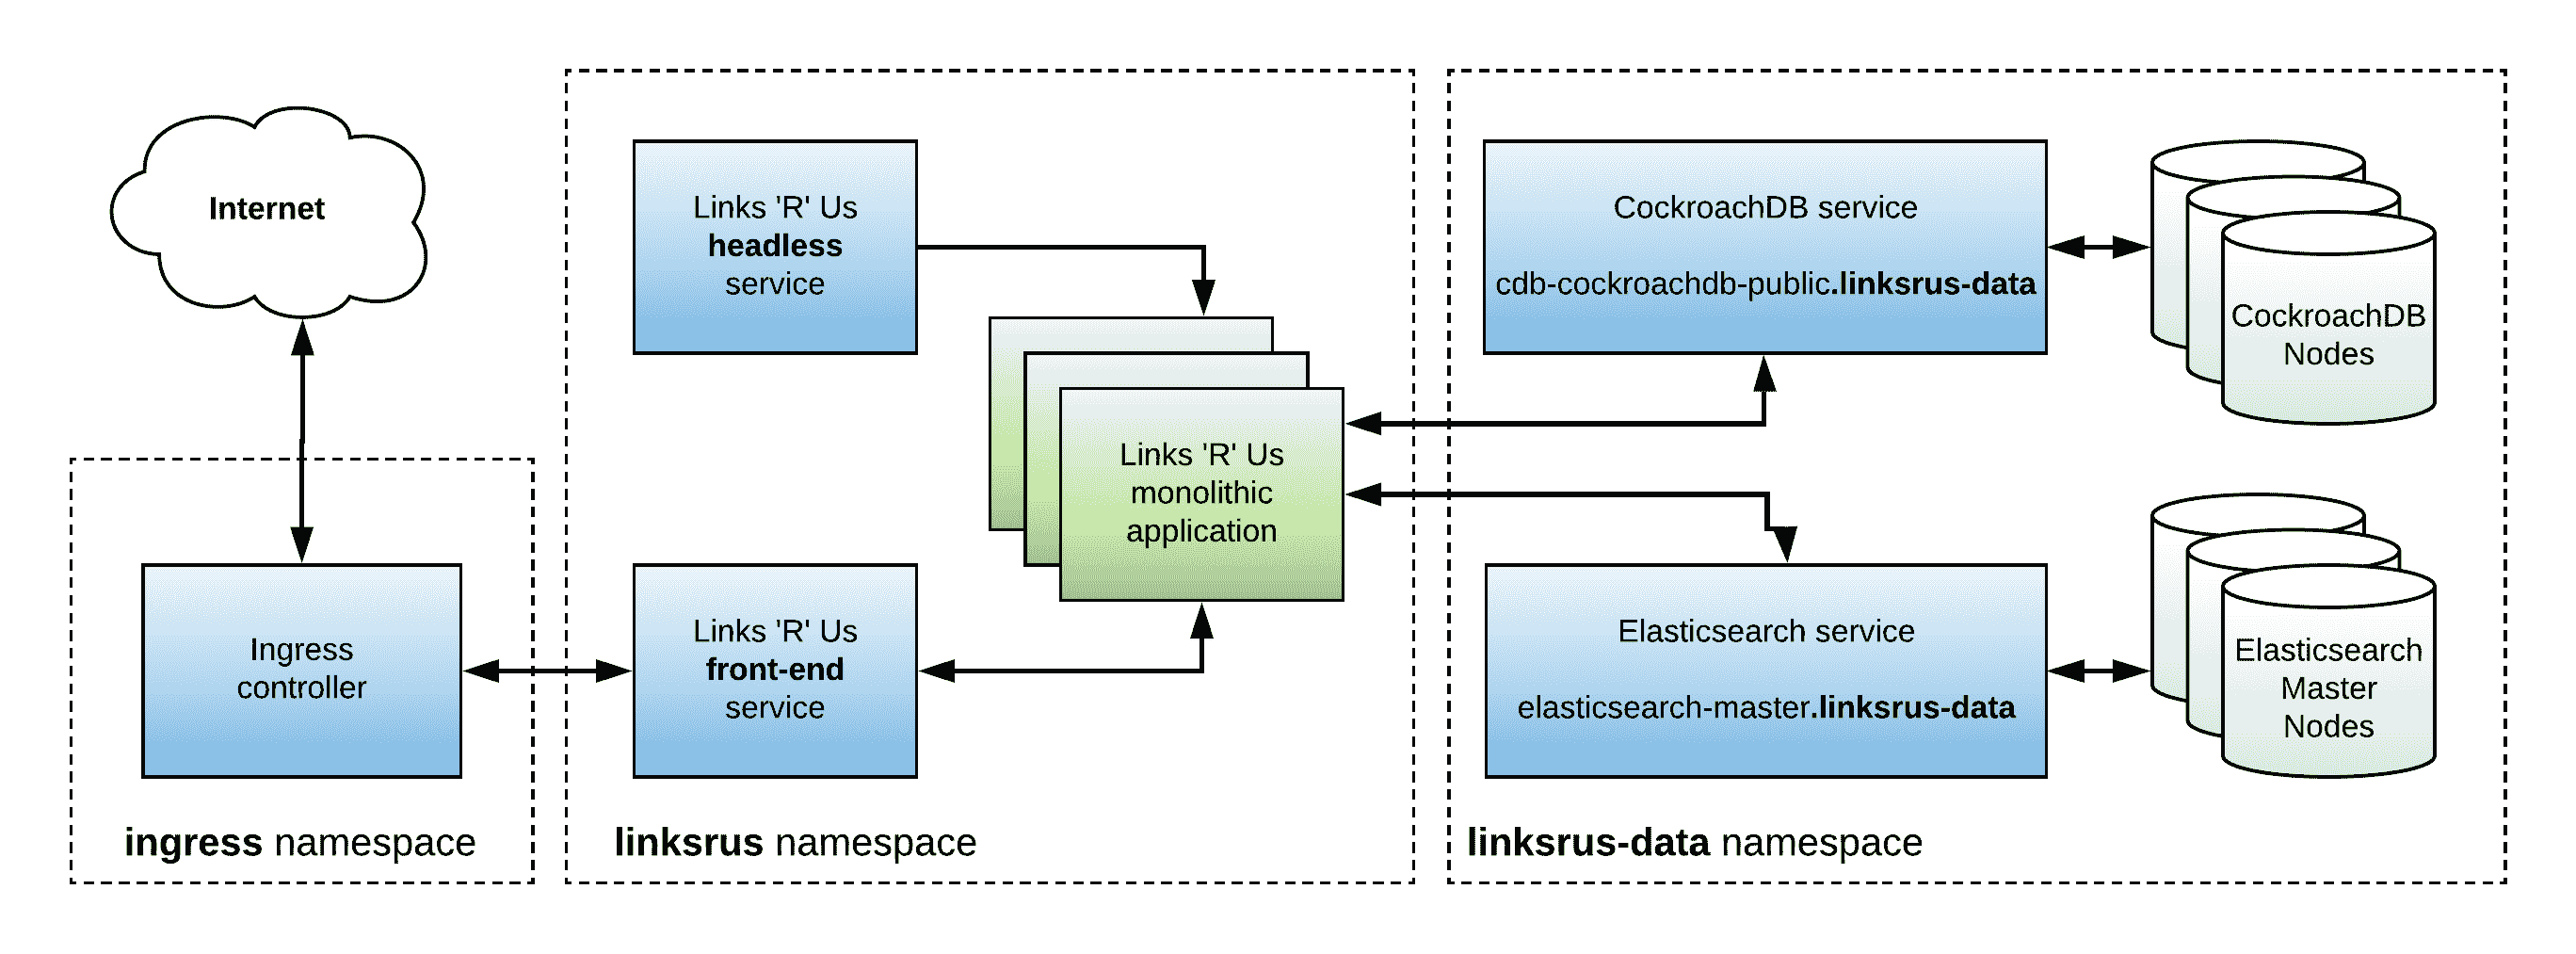 Internet
Ingress
controller
ingress namespace
Links 'R' Us
headless
service
Links 'R' Us
monolithic
application
Links 'R' Us
front-end
service
linksrus namespace
CockroachDB service
cdb-cockroachdb-public.linksrus-data
CockroachDB
Nodes
Elasticsearch service
elasticsearch-master.linksrus-data
Elasticsearch
Master
Nodes
linksrus-data namespace